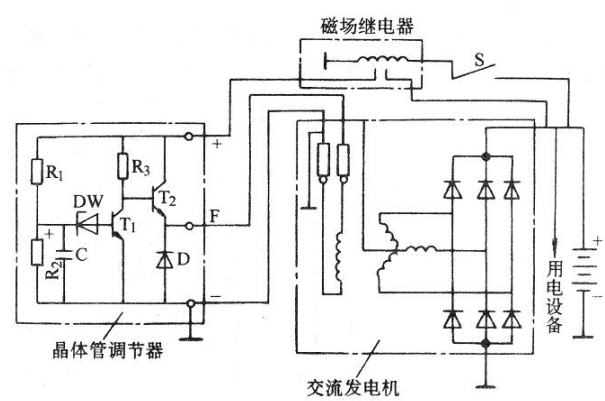 磁场继电器
S
+
R1
R3
DW
T1
T2
F
+
R2
C
D
−
晶体管调节器
用电设备
+
−
交流发电机